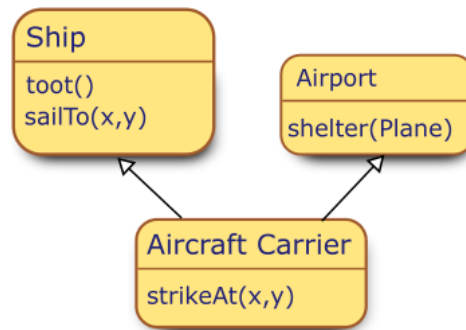 Ship
toot()
sailTo(x,y)
Airport
shelter(Plane)
Aircraft Carrier
strikeAt(x,y)